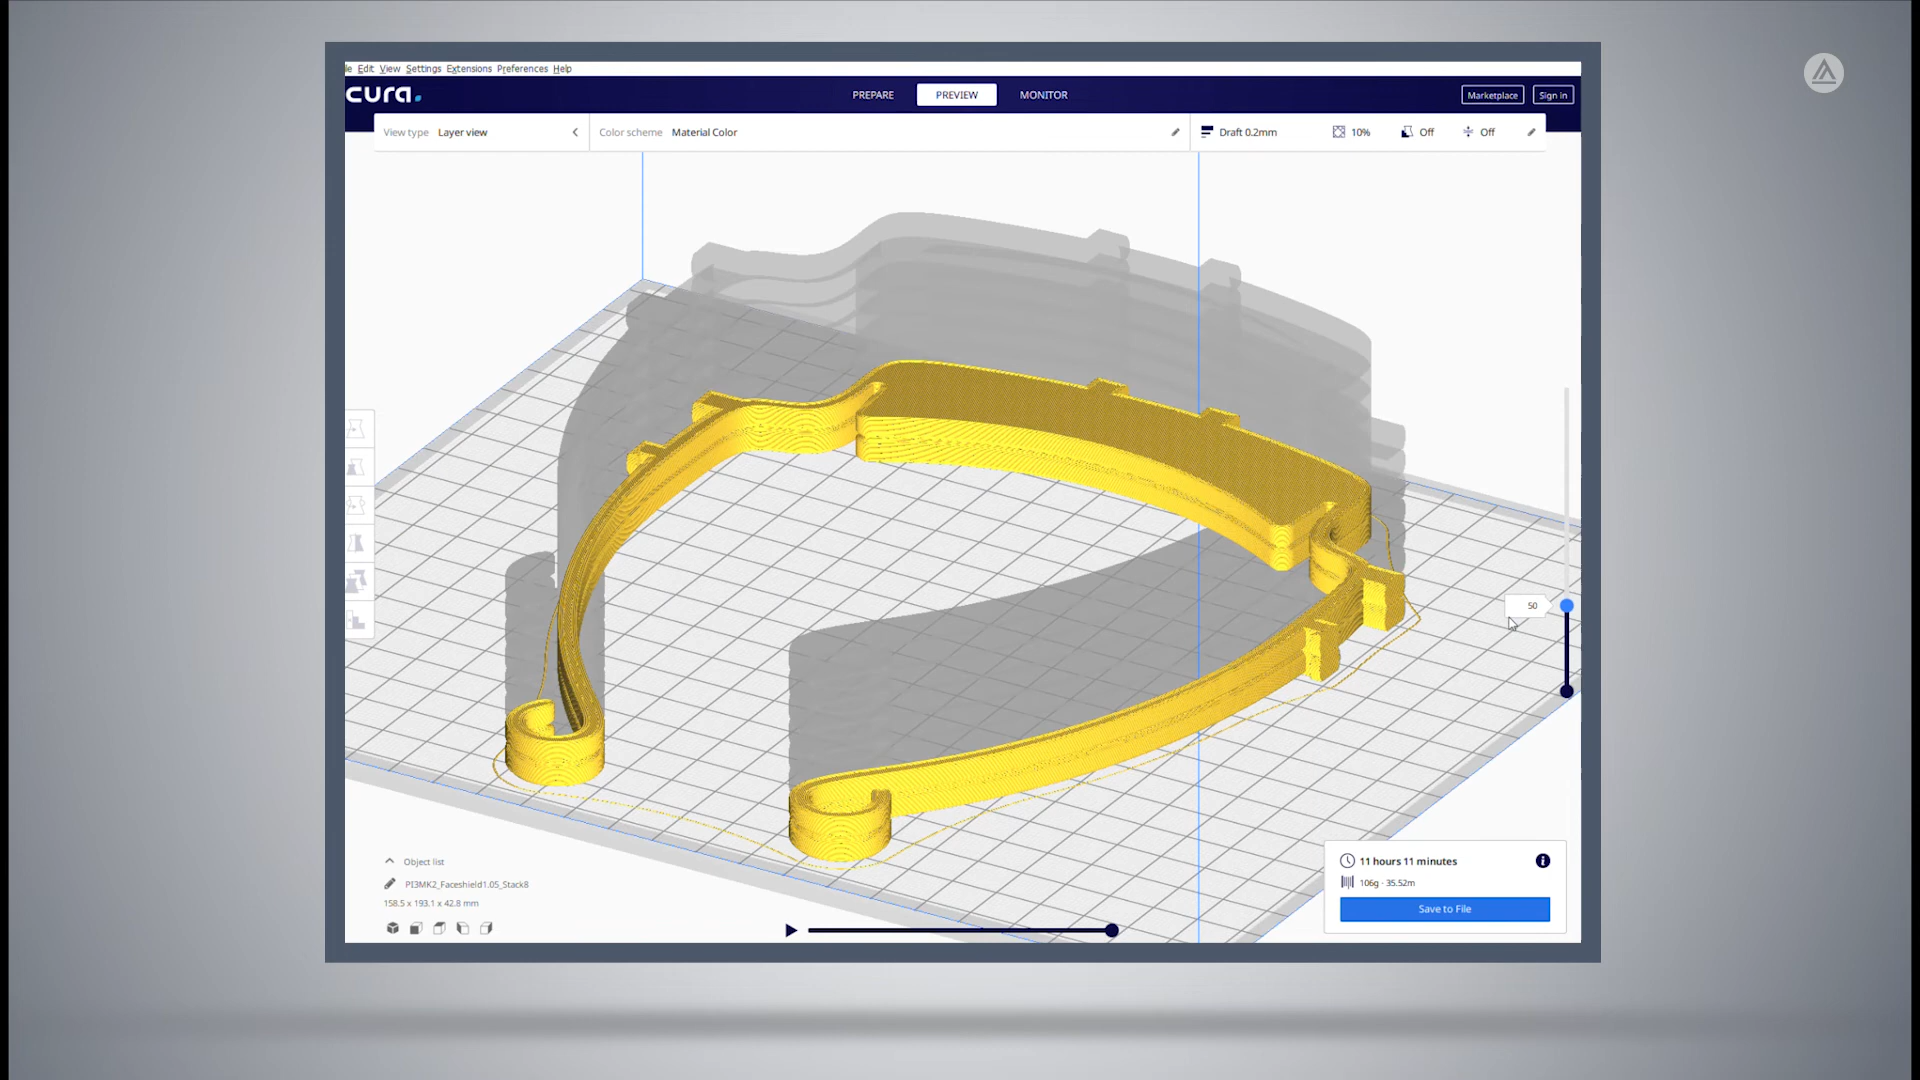 le Edit View Settings Extensions Preferences Help
cura.
PREPARE PREVIEW MONITOR
Marketplace Sign in
View type Layer view
Color scheme Material Color
Draft 0.2mm 10% Off Off
50
Object list
PI3MK2_Faceshield1.05_Stack8
158.5 x 193.1 x 42.8 mm
11 hours 11 minutes
106g · 35.52m
Save to File